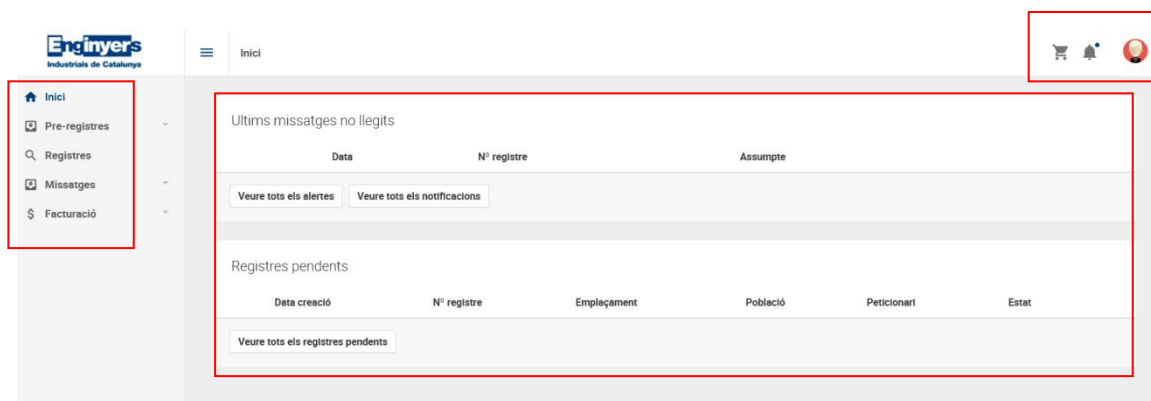 Enginyers
Industrials de Catalunya
Inici
Inici
Pre-registres
Registres
Missatges
$ Facturació
Ultims missatges no llegits
Data Nº registre Assumpte
Veure tots els alertes Veure tots els notificacions
Registres pendents
Data creació Nº registre Emplaçament Població Peticionari Estat
Veure tots els registres pendents